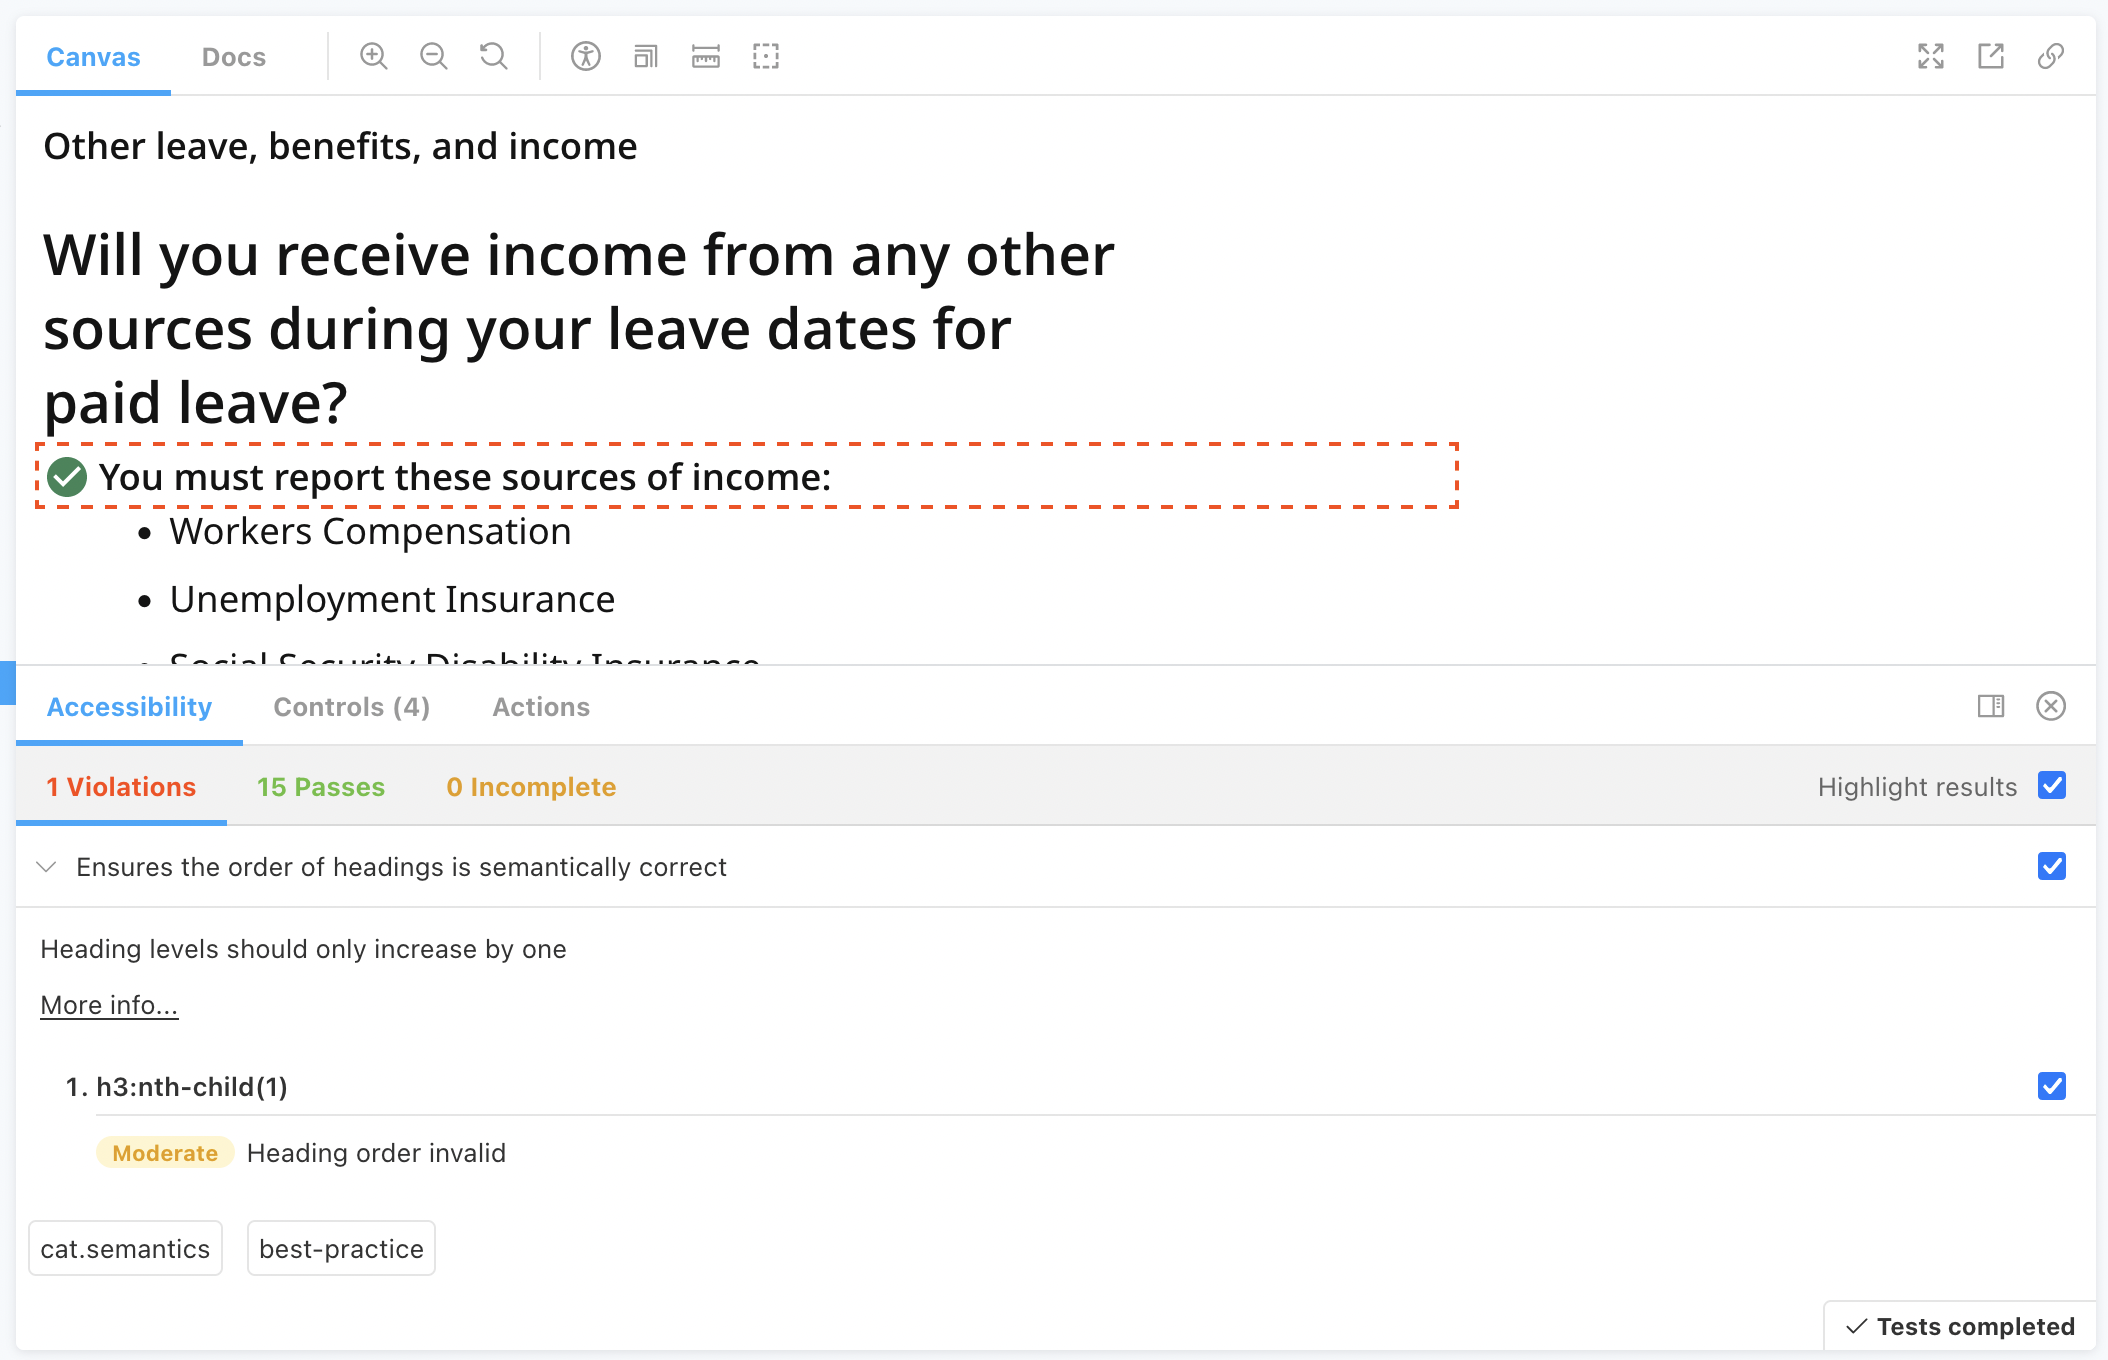 Canvas
Docs
Other leave, benefits, and income
Will you receive income from any other
sources during your leave dates for
paid leave?
You must report these sources of income:
Workers Compensation
Unemployment Insurance
Social Security Disability Insurance
Accessibility
Controls (4)
Actions
1 Violations
15 Passes
0 Incomplete
Highlight results
Ensures the order of headings is semantically correct
Heading levels should only increase by one
More info...
1. h3:nth-child(1)
Moderate
Heading order invalid
cat.semantics
best-practice
Tests completed